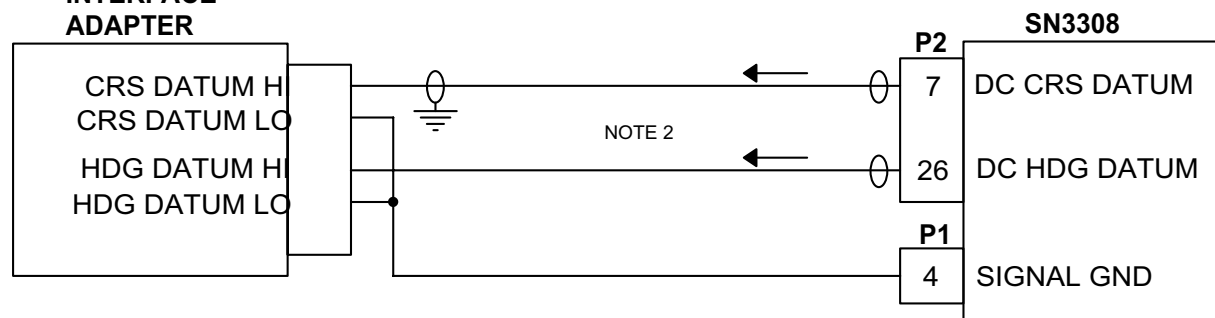 ADAPTER
SN3308
P2
CRS DATUM HI
7
DC CRS DATUM
CRS DATUM LO
NOTE 2
HDG DATUM HI
26
DC HDG DATUM
HDG DATUM LO
P1
4
SIGNAL GND